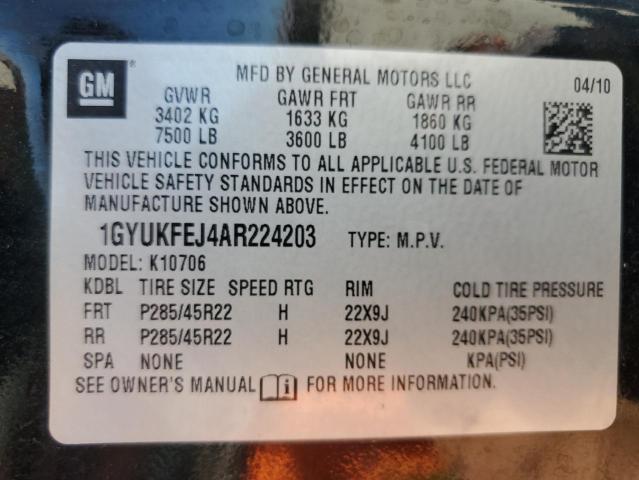 GM ®
MFD BY GENERAL MOTORS LLC 04/10
GVWR GAWR FRT GAWR RR
3402 KG 1633 KG 1860 KG
7500 LB 3600 LB 4100 LB
THIS VEHICLE CONFORMS TO ALL APPLICABLE U.S. FEDERAL MOTOR
VEHICLE SAFETY STANDARDS IN EFFECT ON THE DATE OF
MANUFACTURE SHOWN ABOVE.
1GYUKFEJ4AR224203 TYPE: M.P.V.
MODEL: K10706
KDBL TIRE SIZE SPEED RTG RIM COLD TIRE PRESSURE
FRT P285/45R22 H 22X9J 240KPA(35PSI)
RR P285/45R22 H 22X9J 240KPA(35PSI)
SPA NONE NONE KPA(PSI)
SEE OWNER'S MANUAL i FOR MORE INFORMATION.